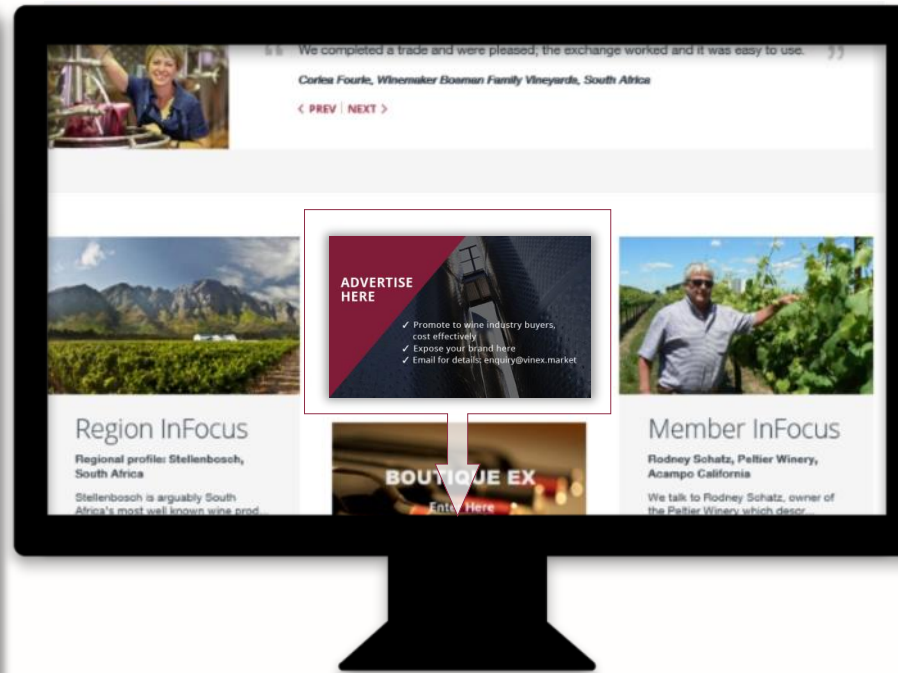 We completed a trade and were pleased; the exchange worked and it was easy to use.
Corlea Fourie, Winemaker Bosman Family Vineyards, South Africa
< PREV | NEXT >
ADVERTISE
HERE
✓ Promote to wine industry buyers,
cost effectively
✓ Expose your brand here
✓ Email for details: enquiry@vinex.market
Region InFocus
Regional profile: Stellenbosch,
South Africa
Stellenbosch is arguably South
Africa's most well known wine prod...
BOUTIQUE EX
Enter Here
Member InFocus
Rodney Schatz, Peltier Winery,
Acampo California
We talk to Rodney Schatz, owner of
the Peltier Winery which descr...